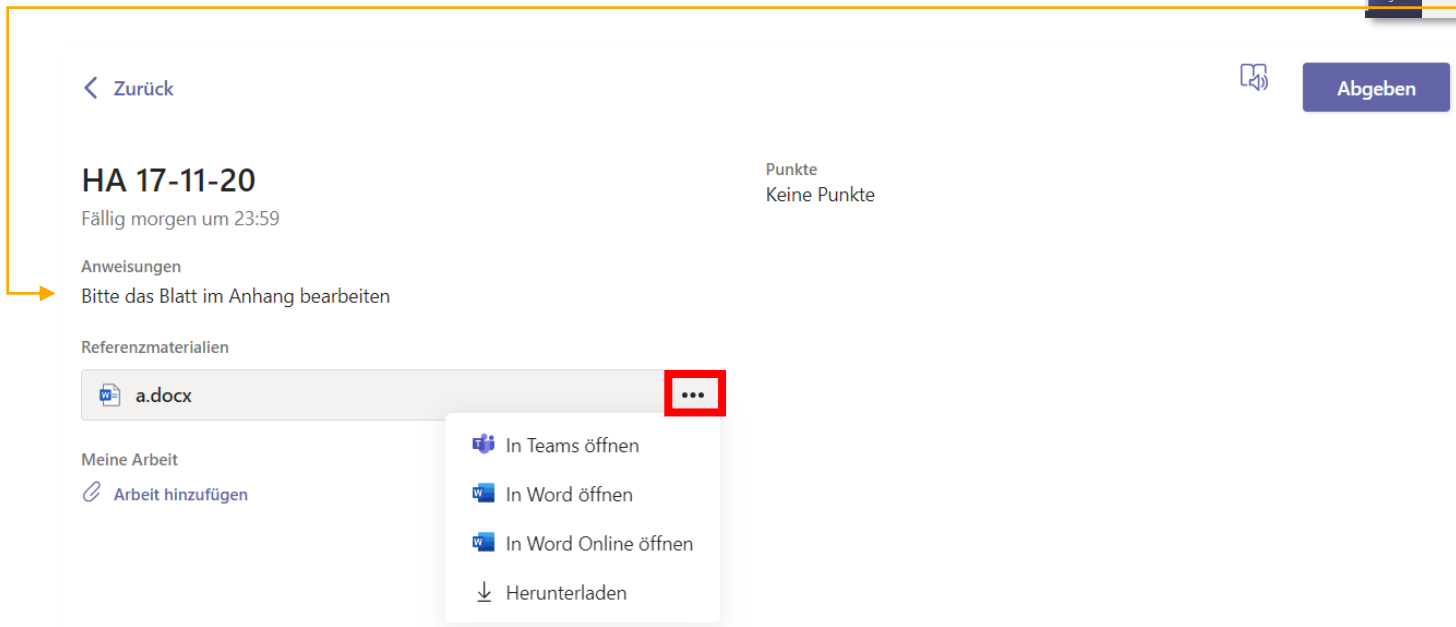 Zurück
Abgeben
HA 17-11-20
Fällig morgen um 23:59
Punkte
Keine Punkte
Anweisungen
Bitte das Blatt im Anhang bearbeiten
Referenzmaterialien
a.docx
In Teams öffnen
In Word öffnen
In Word Online öffnen
Herunterladen
Meine Arbeit
Arbeit hinzufügen